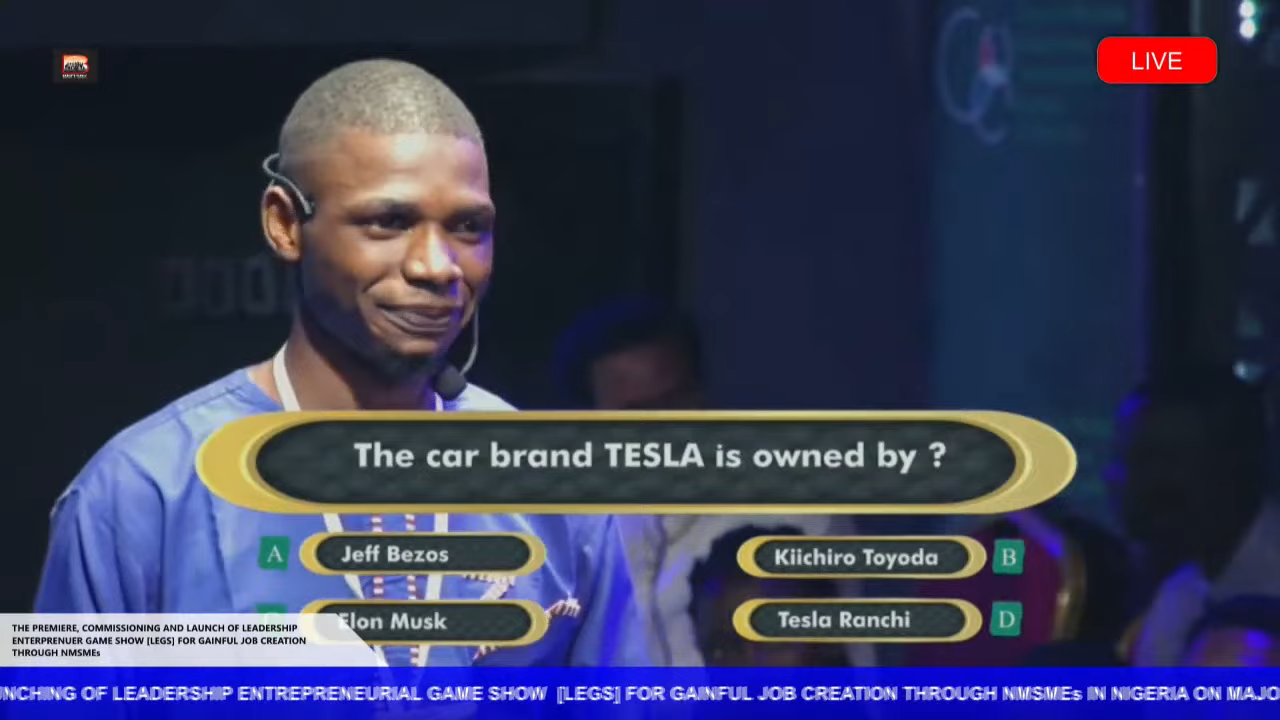 LIVE
The car brand TESLA is owned by ?
A Jeff Bezos
Kiichiro Toyoda B
Elon Musk
Tesla Ranchi D
THE PREMIERE, COMMISSIONING AND LAUNCH OF LEADERSHIP
ENTERPRENUER GAME SHOW [LEGS] FOR GAINFUL JOB CREATION
THROUGH NMSMEs
UNCHING OF LEADERSHIP ENTREPRENEURIAL GAME SHOW [LEGS] FOR GAINFUL JOB CREATION THROUGH NMSMEs IN NIGERIA ON MAJO